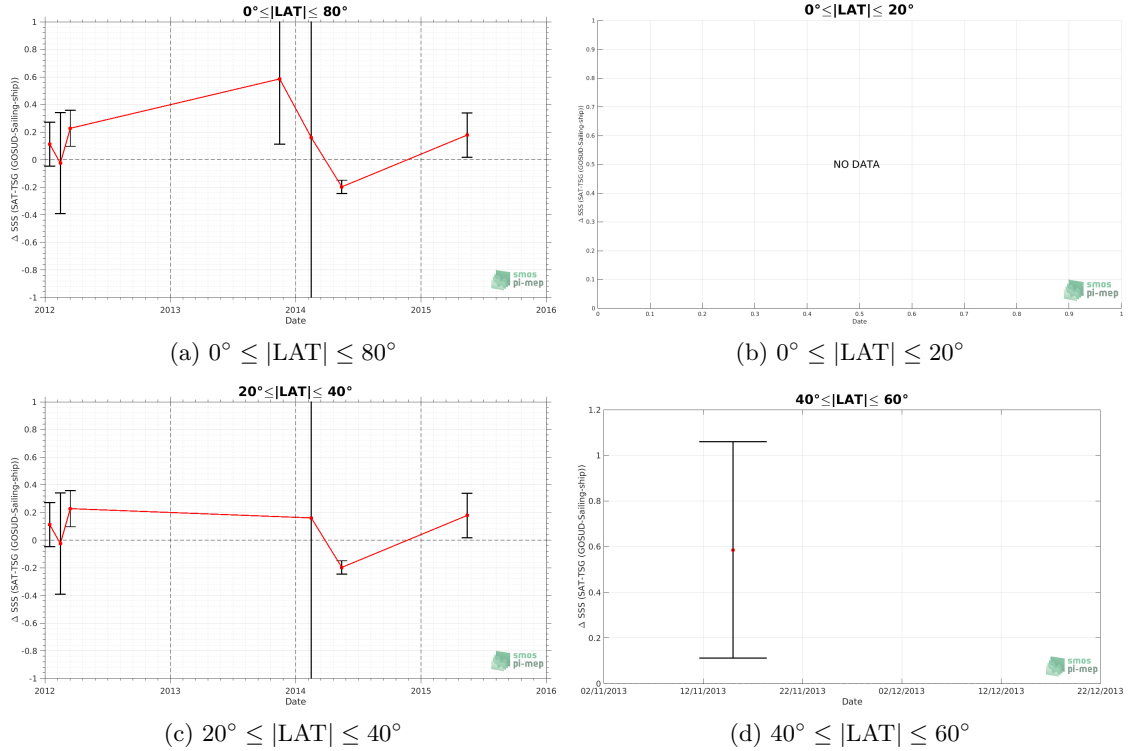 0°≤|LAT|≤ 80°
Δ SSS (SAT-TSG (GOSUD-Sailing-ship))
1
0.8
0.6
0.4
0.2
0
-0.2
-0.4
-0.6
-0.8
-1
2012
2013
2014
2015
2016
Date
smos
pi-mep
(a) 0° ≤ |LAT| ≤ 80°
0°≤|LAT|≤ 20°
Δ SSS (SAT-TSG (GOSUD-Sailing-ship))
1
0.9
0.8
0.7
0.6
0.5
0.4
0.3
0.2
0.1
0
NO DATA
0
0.1
0.2
0.3
0.4
0.5
0.6
0.7
0.8
0.9
1
Date
smos
pi-mep
(b) 0° ≤ |LAT| ≤ 20°
20°≤|LAT|≤ 40°
Δ SSS (SAT-TSG (GOSUD-Sailing-ship))
1
0.8
0.6
0.4
0.2
0
-0.2
-0.4
-0.6
-0.8
-1
2012
2013
2014
2015
2016
Date
smos
pi-mep
(c) 20° ≤ |LAT| ≤ 40°
40°≤|LAT|≤ 60°
Δ SSS (SAT-TSG (GOSUD-Sailing-ship))
1.2
1
0.8
0.6
0.4
0.2
0
02/11/2013
12/11/2013
22/11/2013
02/12/2013
12/12/2013
22/12/2013
Date
smos
pi-mep
(d) 40° ≤ |LAT| ≤ 60°